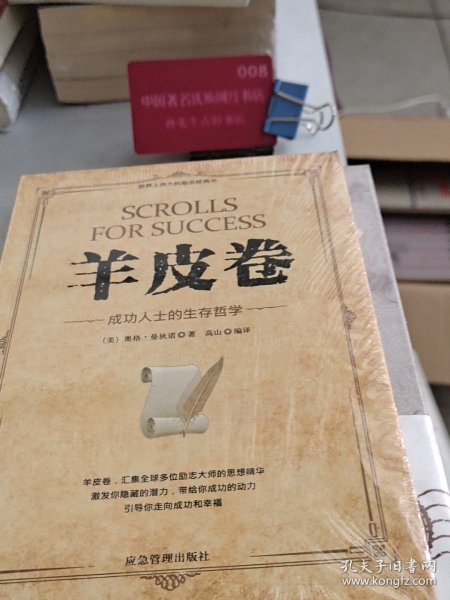 008
中国著名优质网红书店
世界上伟大的励志经典书
SCROLLS
FOR SUCCESS
羊皮卷
成功人士的生存哲学
(美) 奥格·曼狄诺 著 高山 编译
羊皮卷,汇集全球多位励志大师的思想精华
激发你隐藏的潜力,带给你成功的动力
引导你走向成功和幸福
应急管理出版社
孔夫子旧书网
www.kongfz.com